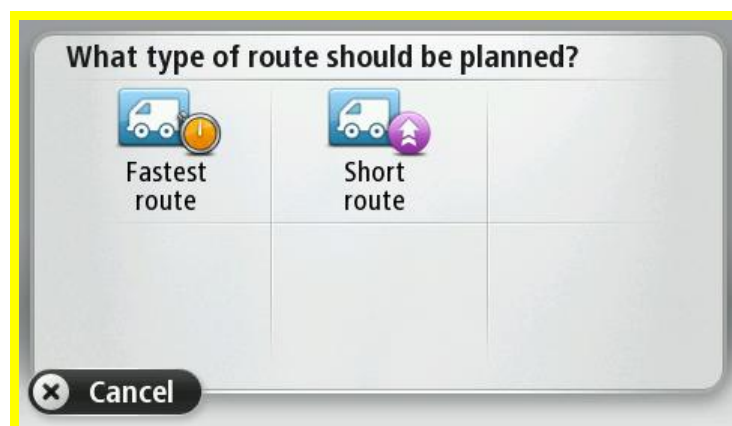 What type of route should be planned?
Fastest
route
Short
route
Cancel